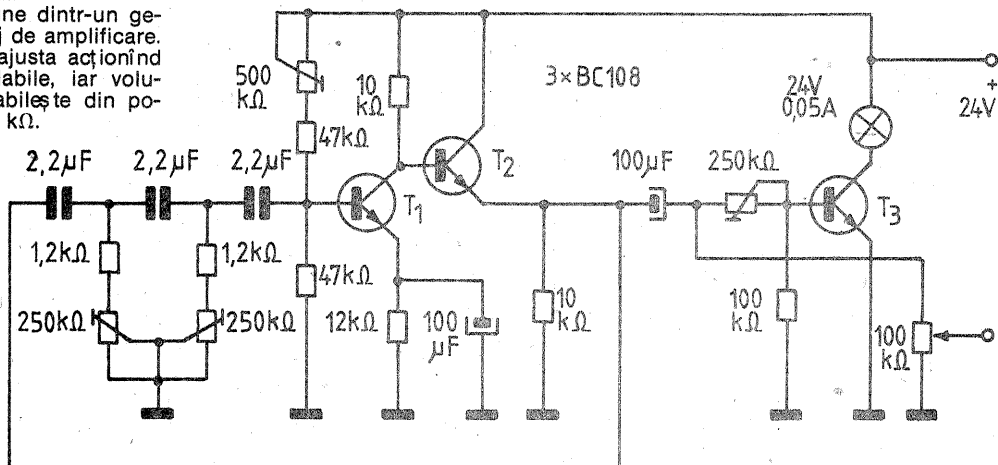 ne dintr-un ge-
j de amplificare.
ajusta acționînd
abile, iar volu-
abilește din po-
kΩ.
500
kΩ
10
kΩ
3×BC108
24V
0,05A
+
24V
47kΩ
2,2μF
2,2μF
2,2μF
T1
T2
100μF
250kΩ
T3
1,2kΩ
1,2kΩ
47kΩ
250kΩ
250kΩ
12kΩ
100
μF
10
kΩ
100
kΩ
100
kΩ